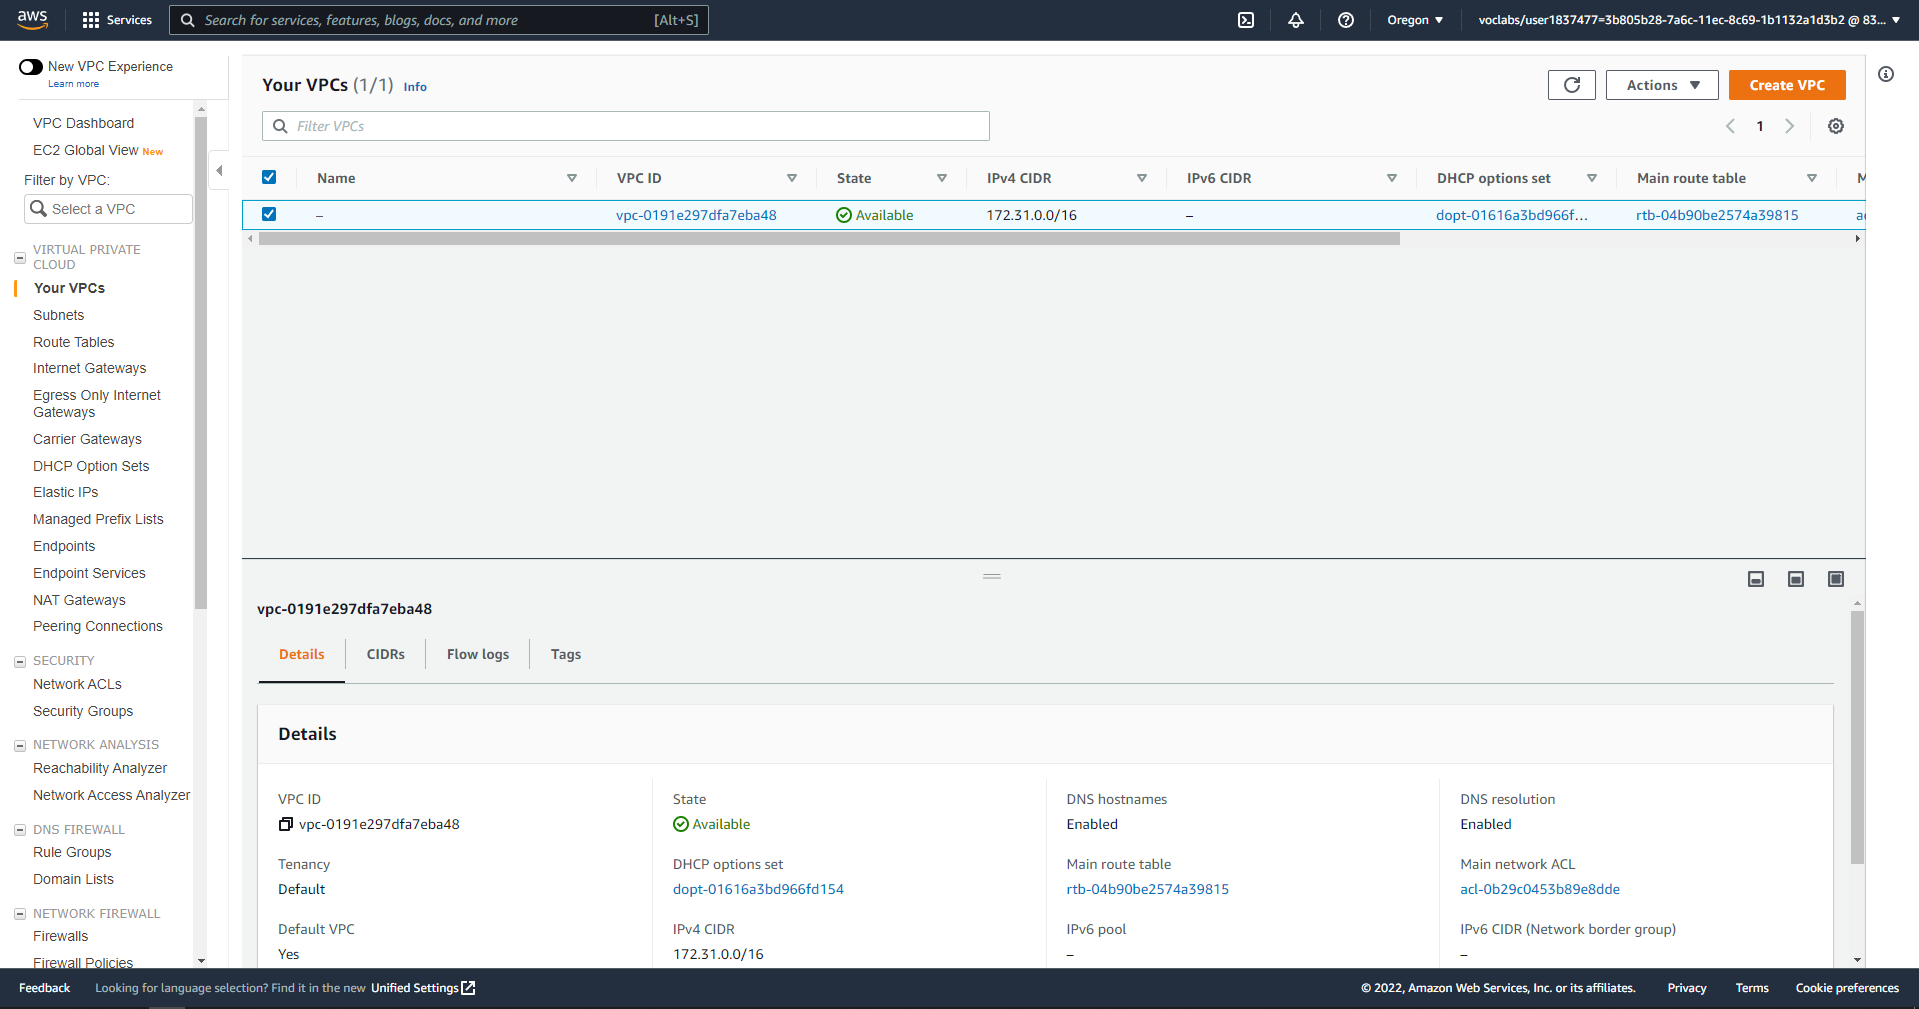 aws
Services
Search for services, features, blogs, docs, and more
[Alt+S]
Oregon
voclabs/user1837477=3b805b28-7a6c-11ec-8c69-1b1132a1d3b2 @ 83...
New VPC Experience
Learn more
VPC Dashboard
EC2 Global View New
Filter by VPC:
Select a VPC
VIRTUAL PRIVATE
CLOUD
Your VPCs
Subnets
Route Tables
Internet Gateways
Egress Only Internet
Gateways
Carrier Gateways
DHCP Option Sets
Elastic IPs
Managed Prefix Lists
Endpoints
Endpoint Services
NAT Gateways
Peering Connections
SECURITY
Network ACLs
Security Groups
NETWORK ANALYSIS
Reachability Analyzer
Network Access Analyzer
DNS FIREWALL
Rule Groups
Domain Lists
NETWORK FIREWALL
Firewalls
Firewall Policies
Your VPCs (1/1) Info
Actions
Create VPC
Filter VPCs
1
Name VPC ID State IPv4 CIDR IPv6 CIDR DHCP options set Main route table M
– vpc-0191e297dfa7eba48 Available 172.31.0.0/16 – dopt-01616a3bd966f... rtb-04b90be2574a39815 a
vpc-0191e297dfa7eba48
Details CIDRs Flow logs Tags
Details
VPC ID
vpc-0191e297dfa7eba48
State
Available
DNS hostnames
Enabled
DNS resolution
Enabled
Tenancy
Default
DHCP options set
dopt-01616a3bd966fd154
Main route table
rtb-04b90be2574a39815
Main network ACL
acl-0b29c0453b89e8dde
Default VPC
Yes
IPv4 CIDR
172.31.0.0/16
IPv6 pool
–
IPv6 CIDR (Network border group)
–
Feedback
Looking for language selection? Find it in the new Unified Settings
© 2022, Amazon Web Services, Inc. or its affiliates.
Privacy
Terms
Cookie preferences